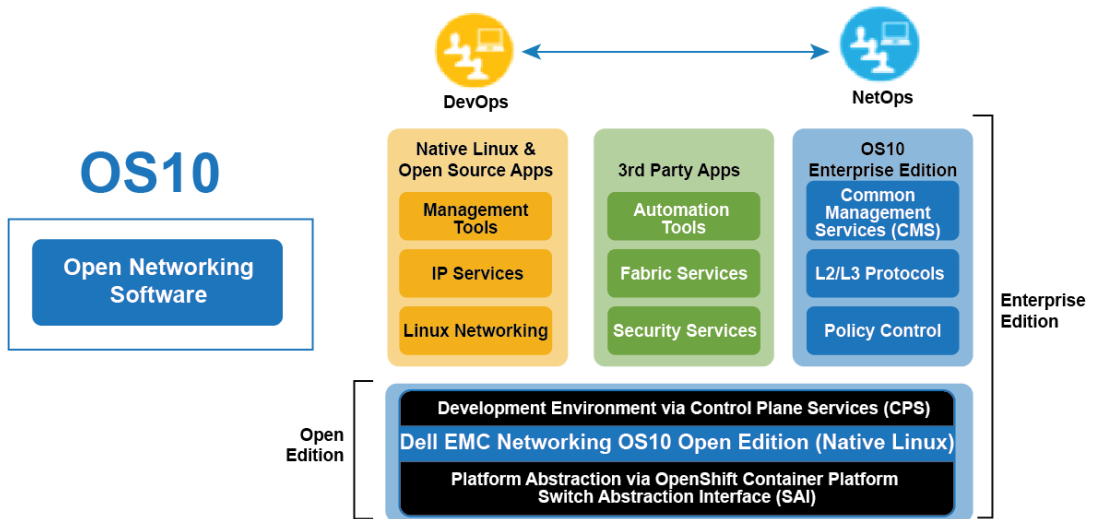 DevOps
NetOps
OS10
Open Networking
Software
Native Linux &
Open Source Apps
Management
Tools
IP Services
Linux Networking
3rd Party Apps
Automation
Tools
Fabric Services
Security Services
OS10
Enterprise Edition
Common
Management
Services (CMS)
L2/L3 Protocols
Policy Control
Enterprise
Edition
Open
Edition
Development Environment via Control Plane Services (CPS)
Dell EMC Networking OS10 Open Edition (Native Linux)
Platform Abstraction via OpenShift Container Platform
Switch Abstraction Interface (SAI)